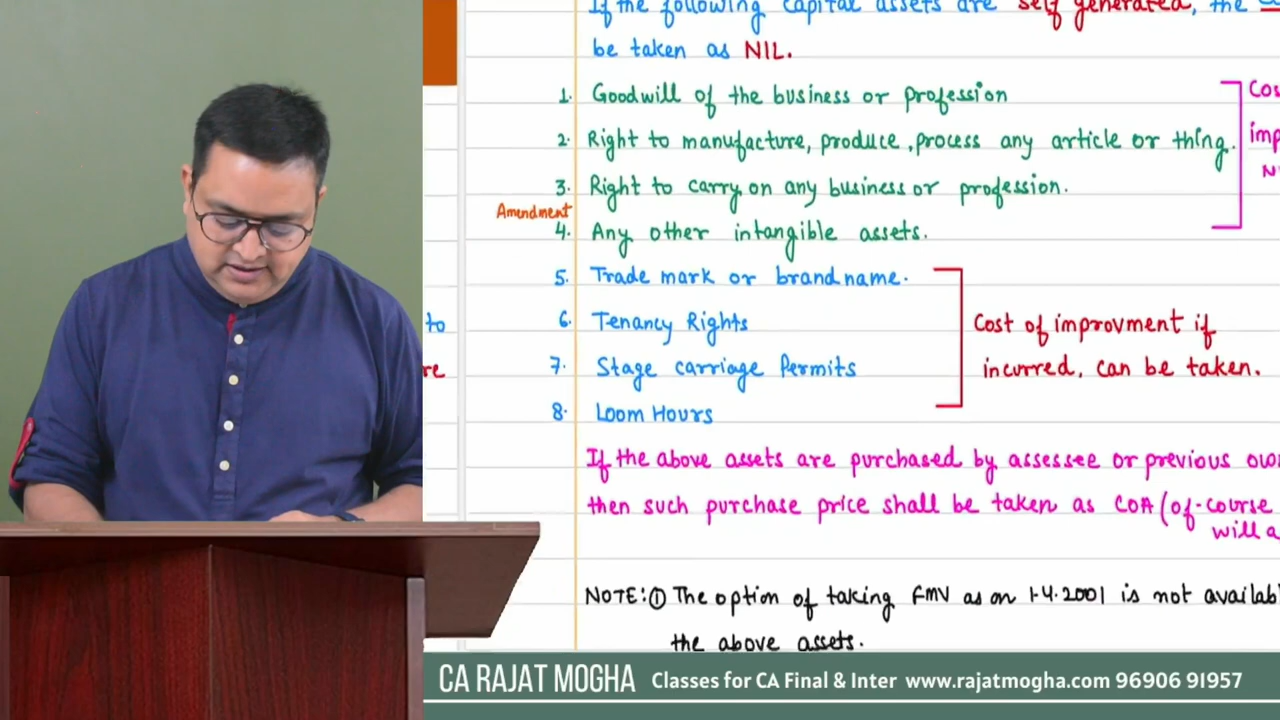 If the following capital assets are self generated, the
be taken as NIL.
1. Goodwill of the business or profession
2. Right to manufacture, produce, process any article or thing.
3. Right to carry on any business or profession.
Amendment
4. Any other intangible assets.
5. Trade mark or brand name.
6. Tenancy Rights
7. Stage carriage Permits
8. Loom Hours
Cost of improvment if
incurred, can be taken.
to
re
If the above assets are purchased by assessee or previous
then such purchase price shall be taken as COA (of-course
will a
NOTE:① The option of taking FMV as on 1.4.2001 is not availab
the above assets.
CA RAJAT MOGHA Classes for CA Final & Inter www.rajatmogha.com 96906 91957